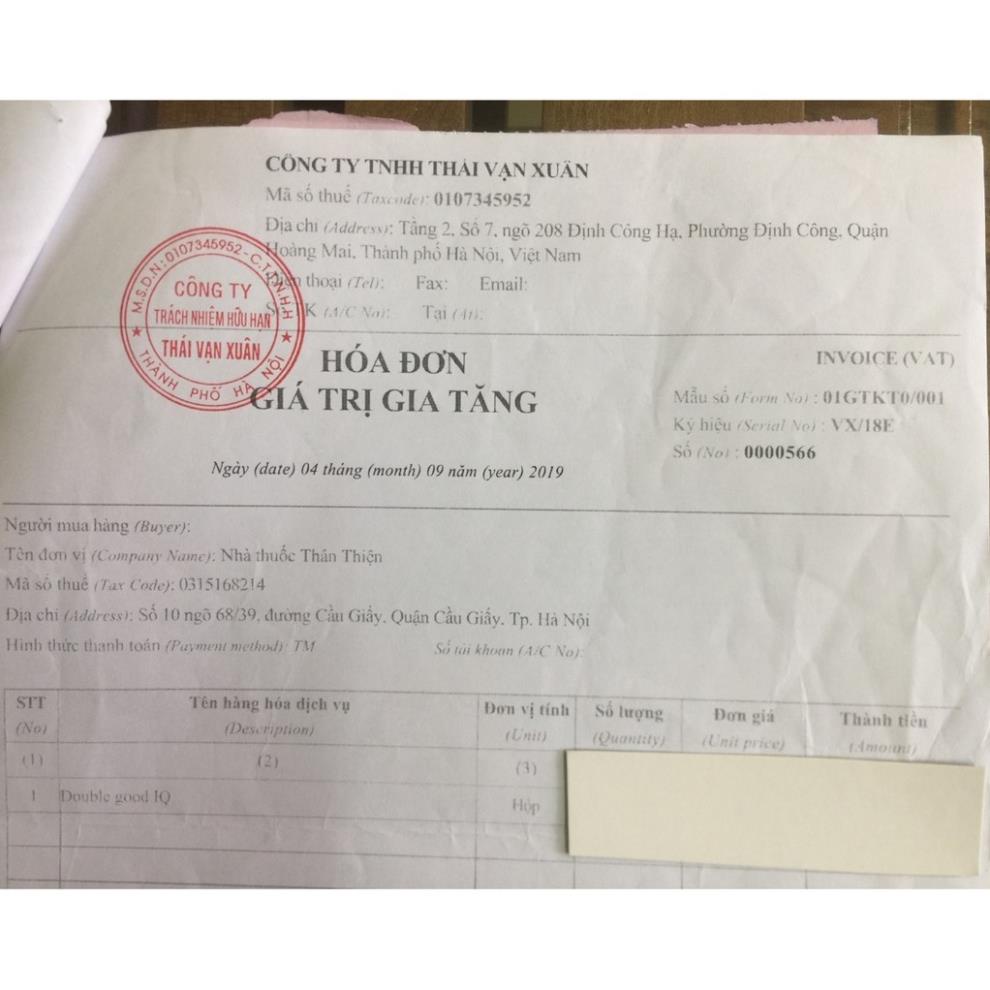 CÔNG TY TNHH THÁI VẠN XUÂN
Mã số thuế (Taxcode): 0107345952
Địa chỉ (Address): Tầng 2, Số 7, ngõ 208 Định Công Hạ, Phường Định Công, Quận
Hoàng Mai, Thành phố Hà Nội, Việt Nam
Điện thoại (Tel): Fax: Email:
K (A/C No): Tại (At):
M.S.D.N: 0107345952 - C.T.T.N.H.H
CÔNG TY
TRÁCH NHIỆM HỮU HẠN
THÁI VẠN XUÂN
THÀNH PHỐ HÀ NỘI
HÓA ĐƠN
GIÁ TRỊ GIA TĂNG
Ngày (date) 04 tháng (month) 09 năm (year) 2019
INVOICE (VAT)
Mẫu số (Form No) : 01GTKT0/001
Ký hiệu (Serial No) : VX/18E
Số (No) : 0000566
Người mua hàng (Buyer):
Tên đơn vị (Company Name): Nhà thuốc Thân Thiện
Mã số thuế (Tax Code): 0315168214
Địa chỉ (Address): Số 10 ngõ 68/39, đường Cầu Giấy, Quận Cầu Giấy, Tp. Hà Nội
Hình thức thanh toán (Payment method): TM Số tài khoản (A/C No):
STT Tên hàng hóa dịch vụ Đơn vị tính Số lượng Đơn giá Thành tiền
(No) (Description) (Unit) (Quantity) (Unit price) (Amount)
(1) (2) (3)
1 Double good IQ Hộp